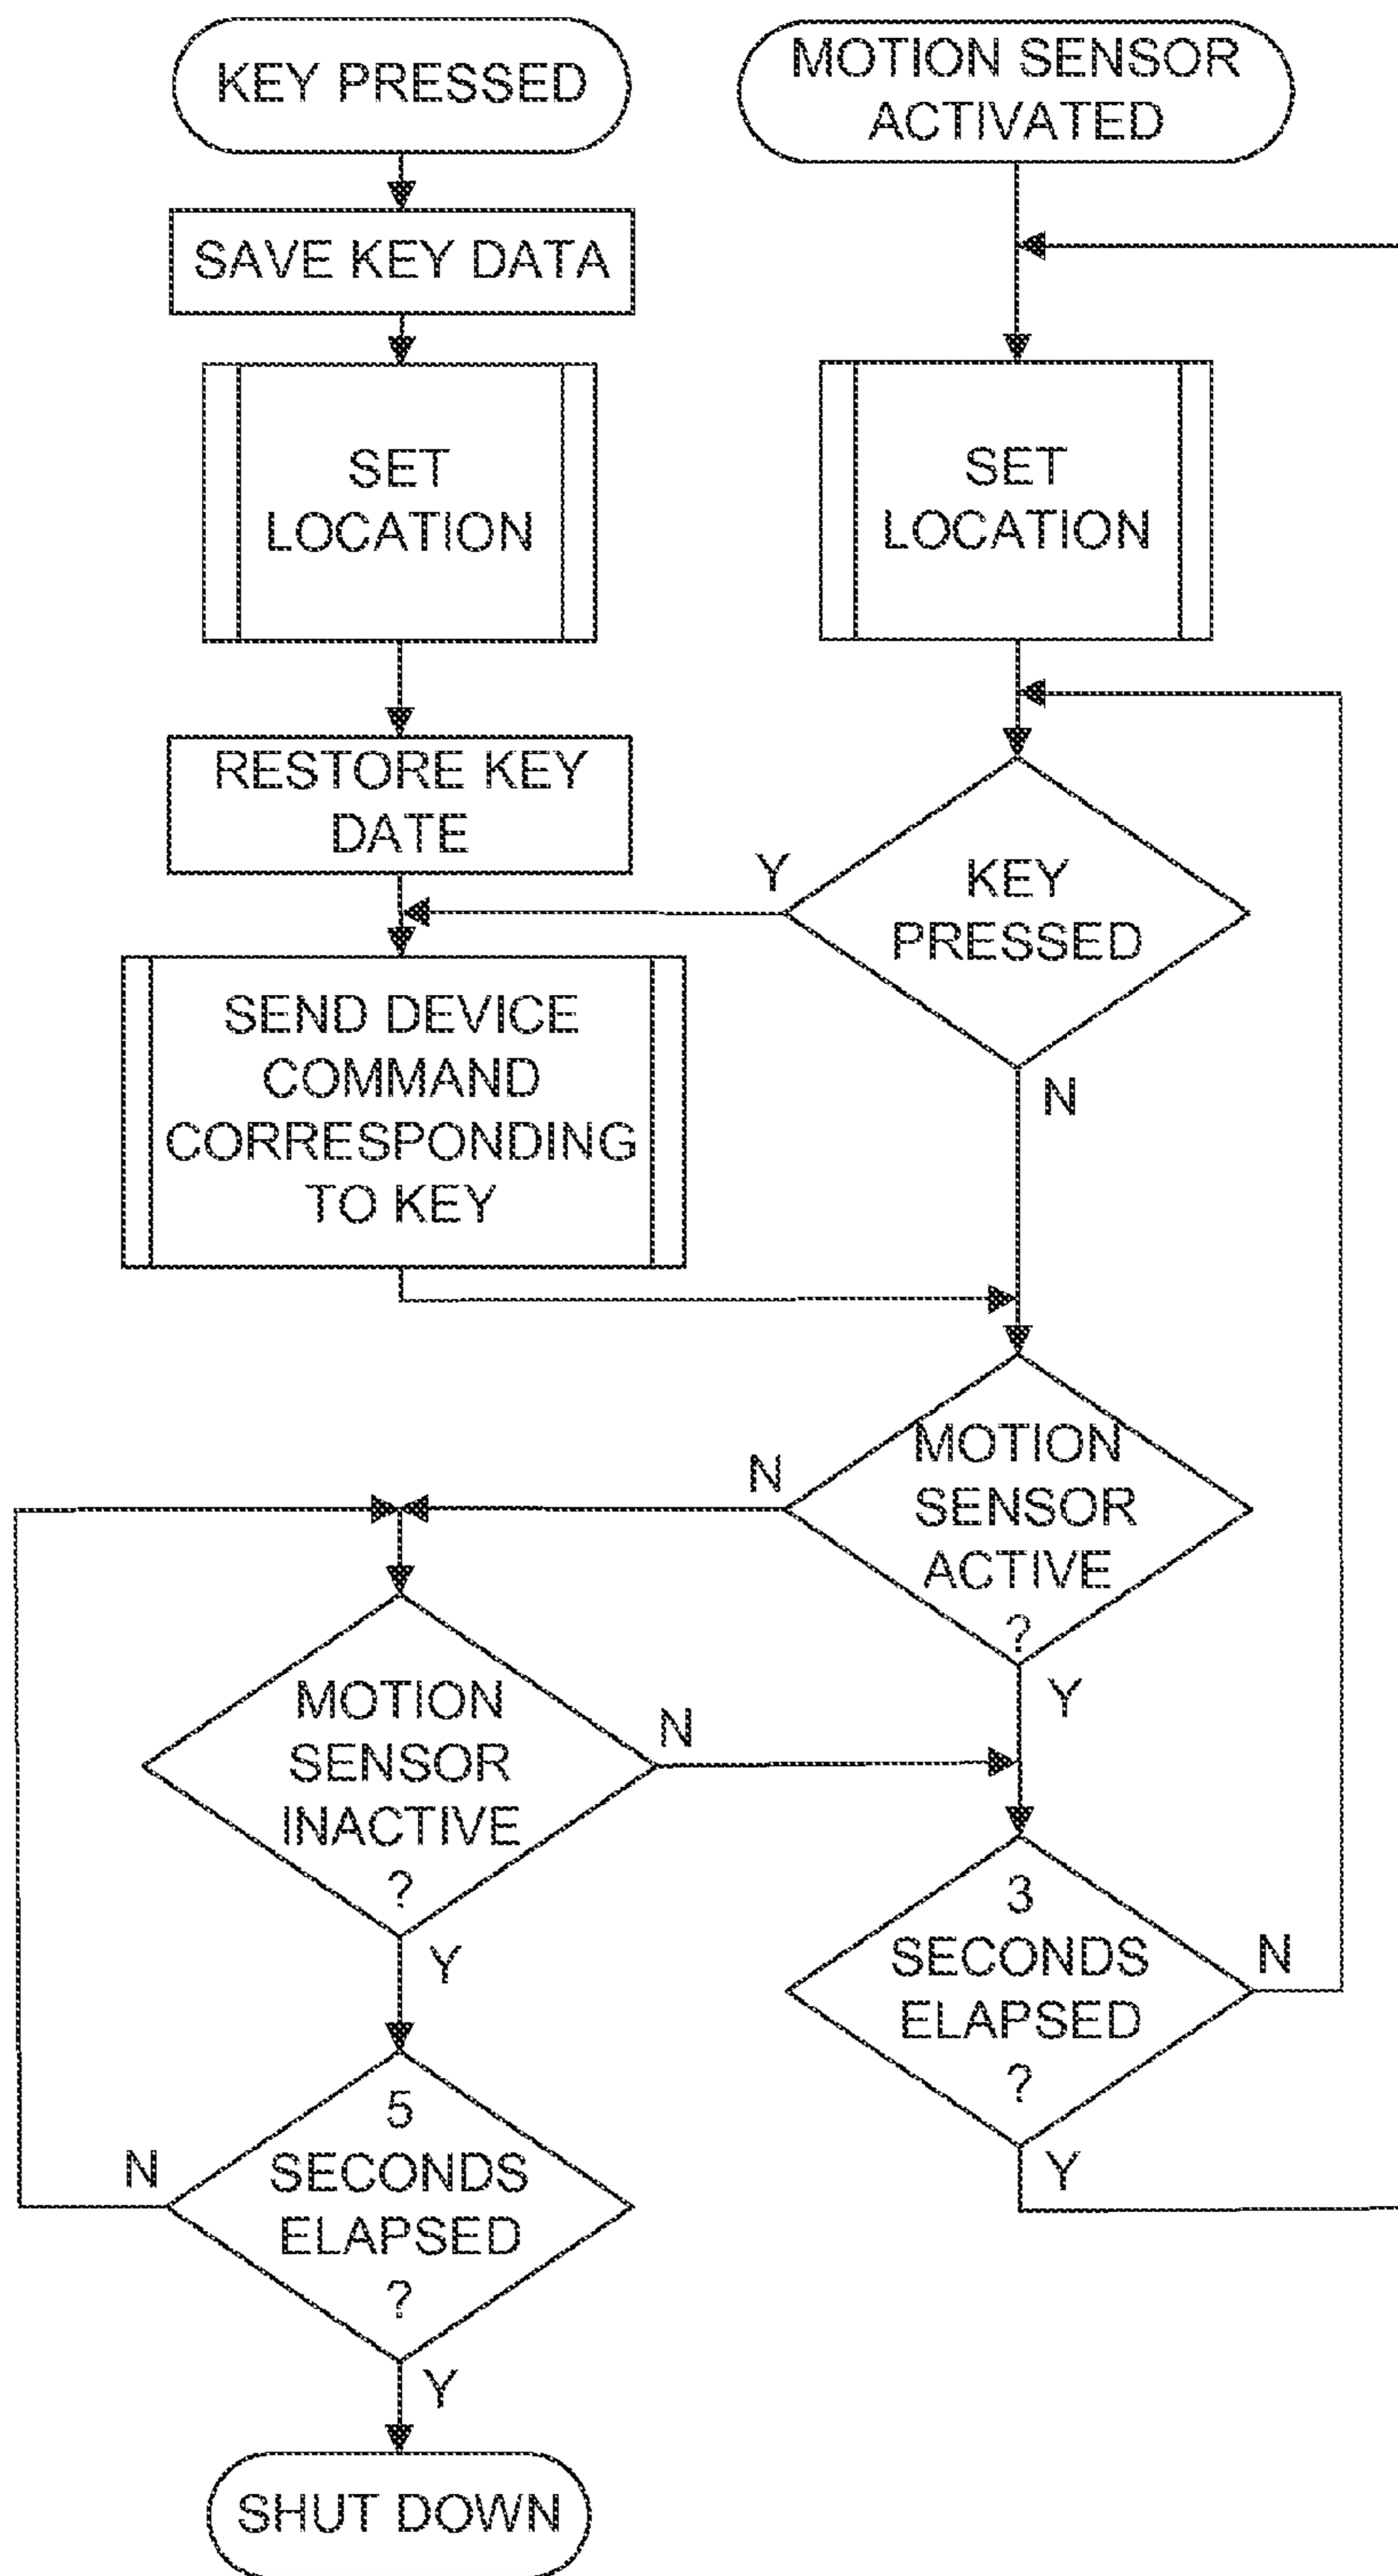 KEY PRESSED
MOTION SENSOR
ACTIVATED
SAVE KEY DATA
SET
LOCATION
SET
LOCATION
RESTORE KEY
DATE
Y
KEY
PRESSED
N
SEND DEVICE
COMMAND
CORRESPONDING
TO KEY
N
MOTION
SENSOR
ACTIVE
?
Y
MOTION
SENSOR
INACTIVE
?
N
Y
3
SECONDS
ELAPSED
?
N
Y
5
SECONDS
ELAPSED
?
N
Y
SHUT DOWN